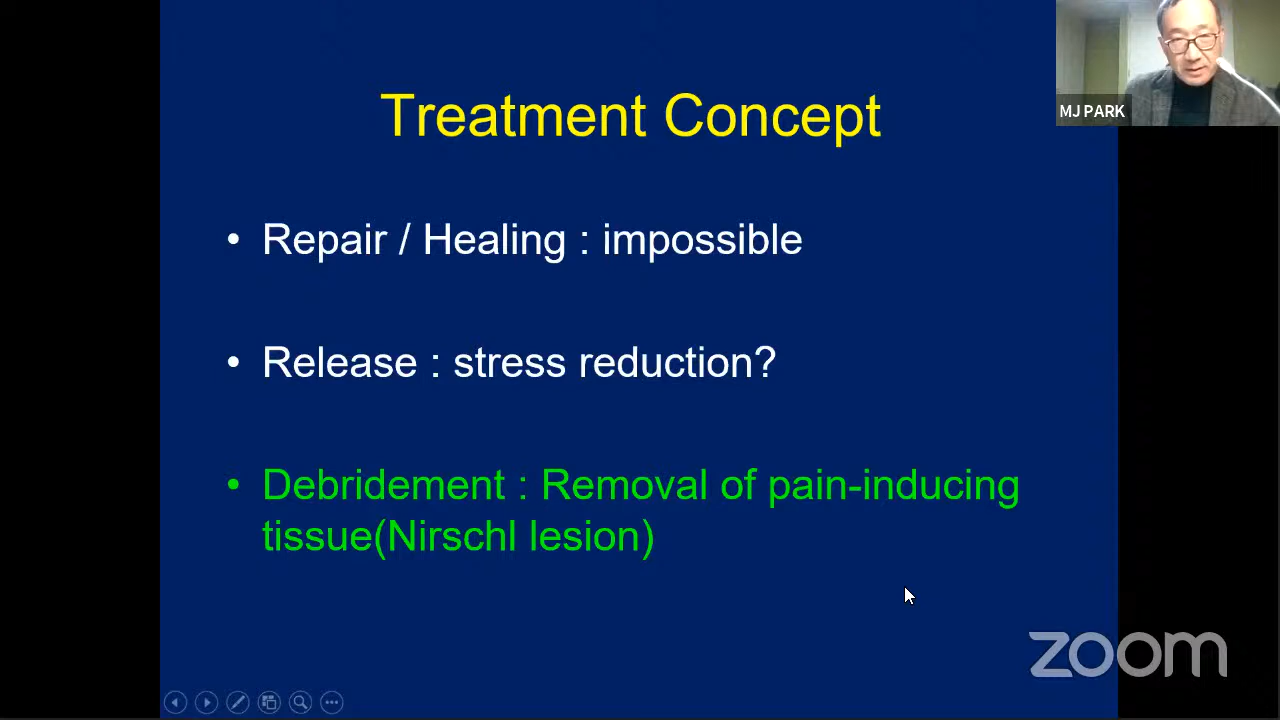 Treatment Concept
MJ PARK
• Repair / Healing : impossible
• Release : stress reduction?
• Debridement : Removal of pain-inducing
tissue(Nirschl lesion)
zoom